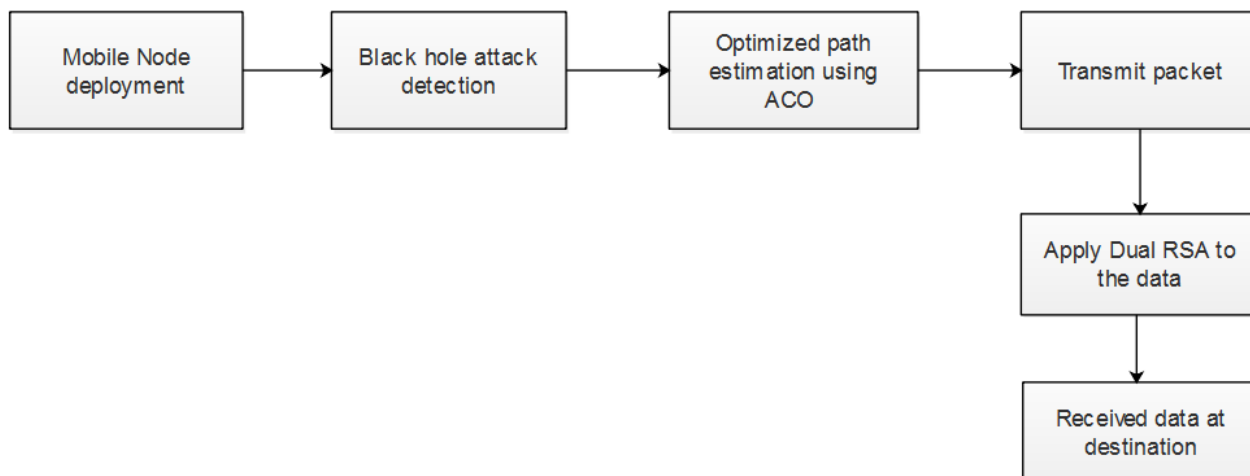 Mobile Node
deployment
Black hole attack
detection
Optimized path
estimation using
ACO
Transmit packet
Apply Dual RSA to
the data
Received data at
destination